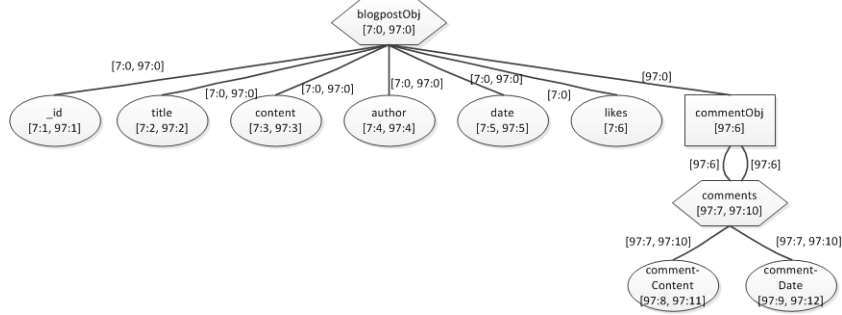 blogpostObj
[7:0, 97:0]
[7:0, 97:0]
[7:0, 97:0]
[7:0, 97:0]
[7:0, 97:0]
[7:0, 97:0]
[7:0]
[97:0]
_id
[7:1, 97:1]
title
[7:2, 97:2]
content
[7:3, 97:3]
author
[7:4, 97:4]
date
[7:5, 97:5]
likes
[7:6]
commentObj
[97:6]
[97:6]
[97:6]
comments
[97:7, 97:10]
[97:7, 97:10]
[97:7, 97:10]
comment-
Content
[97:8, 97:11]
comment-
Date
[97:9, 97:12]